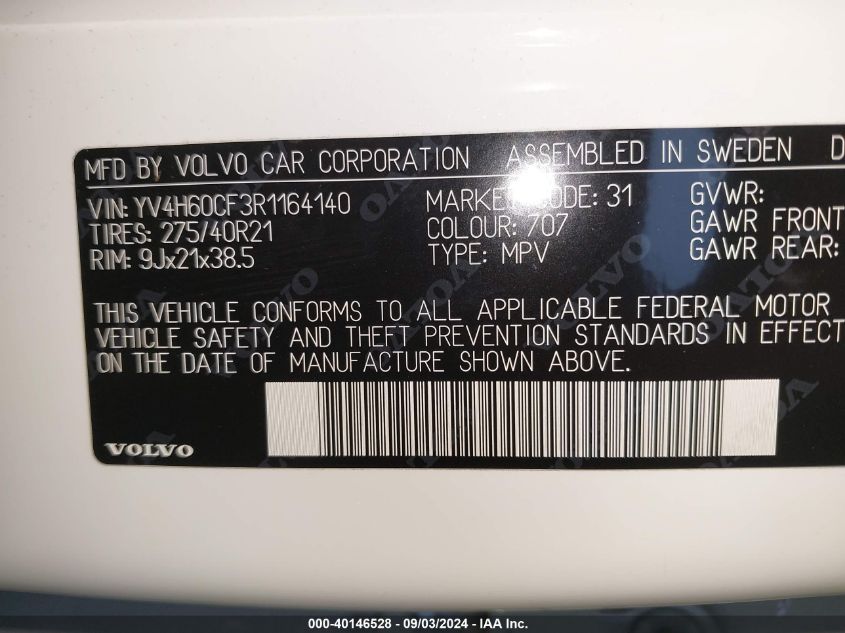 MFD BY VOLVO CAR CORPORATION ASSEMBLED IN SWEDEN D
VIN: YV4H60CF3R1164140 MARKET CODE: 31 GVWR:
TIRES: 275/40R21 COLOUR: 707 GAWR FRONT
RIM: 9Jx21x38.5 TYPE: MPV GAWR REAR:
THIS VEHICLE CONFORMS TO ALL APPLICABLE FEDERAL MOTOR
VEHICLE SAFETY AND THEFT PREVENTION STANDARDS IN EFFECT
ON THE DATE OF MANUFACTURE SHOWN ABOVE.
VOLVO
000-40146528 - 09/03/2024 - IAA Inc.